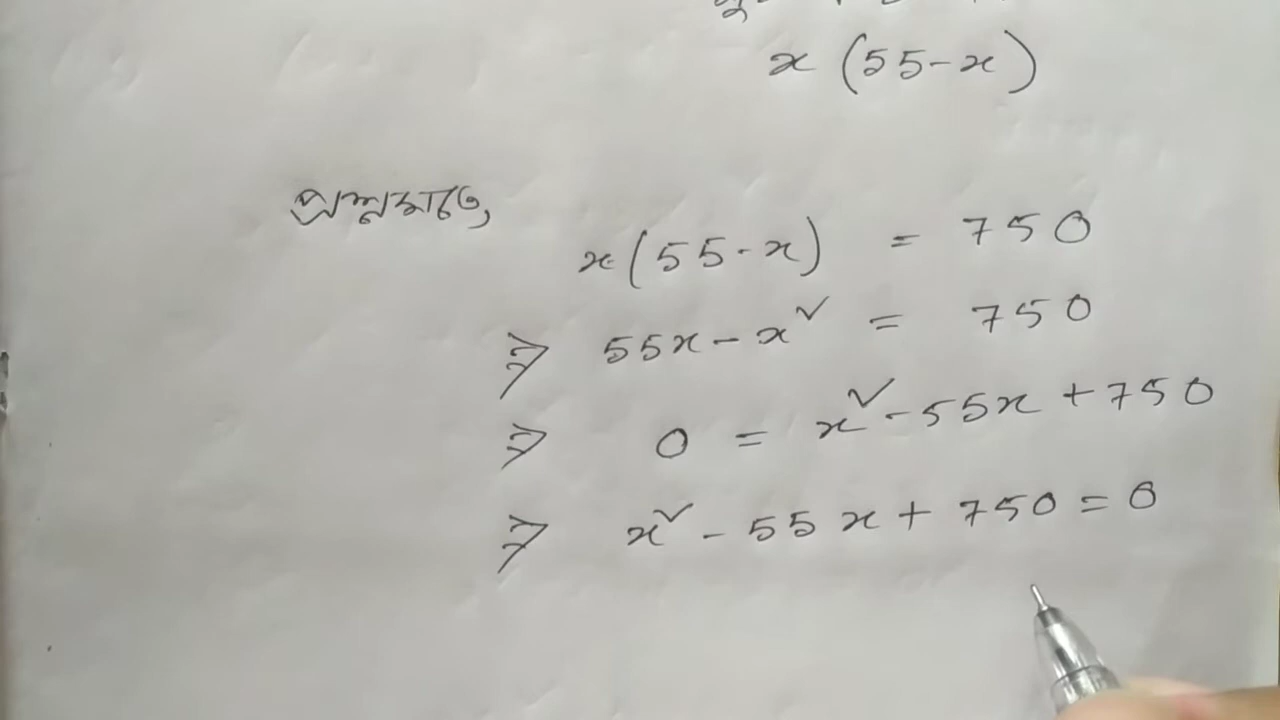 x (55-x)
প্রশ্নমতে,
x(55-x) = 750
⇒ 55x - x² = 750
⇒ 0 = x² - 55x + 750
⇒ x² - 55x + 750 = 0